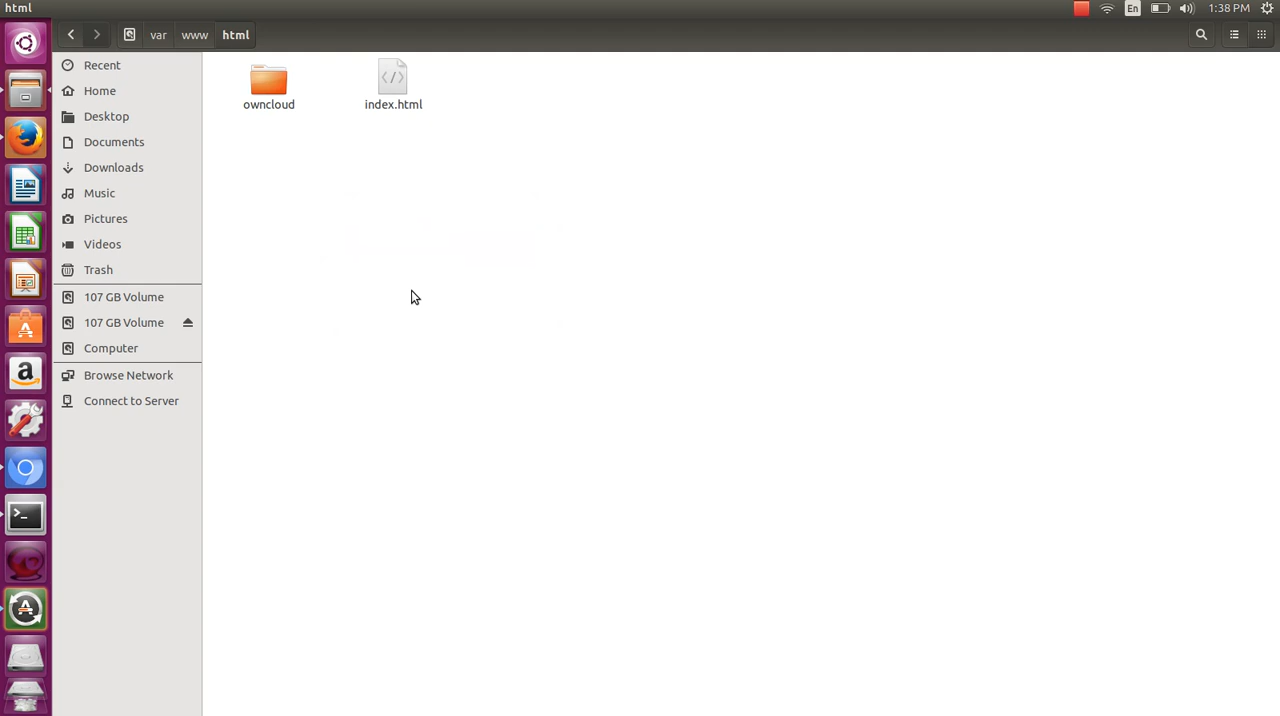 html
En
1:38 PM
var
www
html
Recent
Home
Desktop
Documents
Downloads
Music
Pictures
Videos
Trash
107 GB Volume
107 GB Volume
Computer
Browse Network
Connect to Server
owncloud
index.html